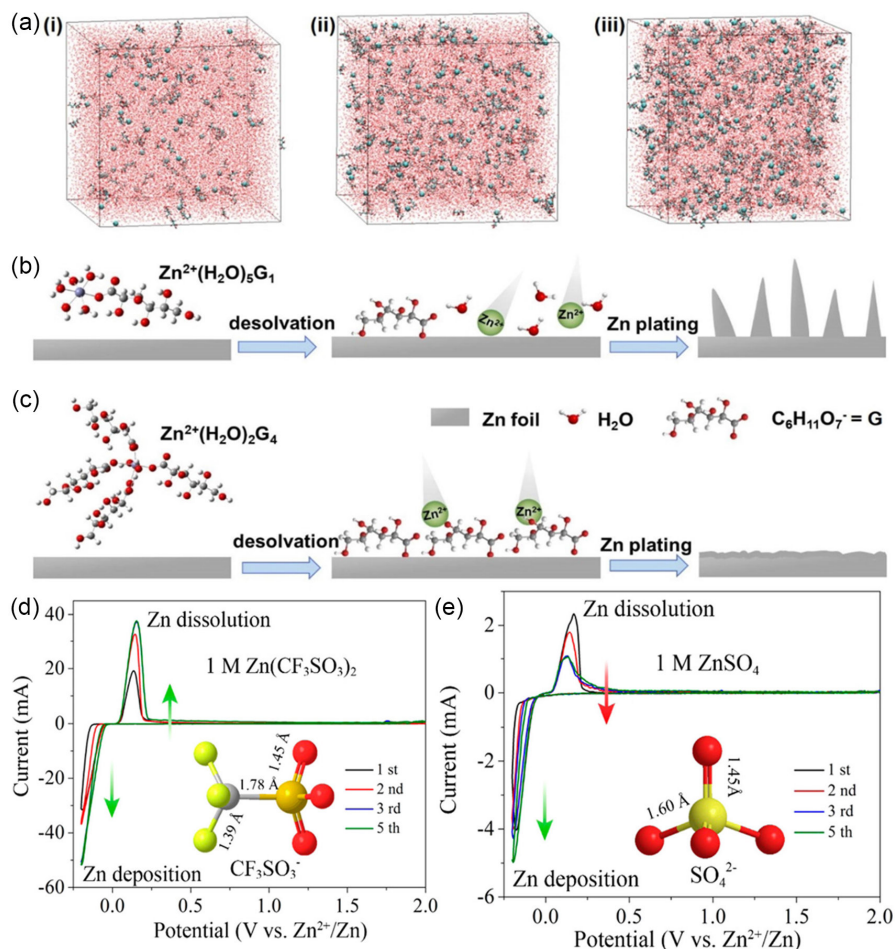 (a) (i) (ii) (iii)
(b) Zn²⁺(H₂O)₅G₁
desolvation
Zn²⁺ Zn²⁺
Zn plating
(c) Zn²⁺(H₂O)₂G₄
Zn foil H₂O C₆H₁₁O₇⁻ = G
desolvation
Zn²⁺ Zn²⁺
Zn plating
(d)
Zn dissolution
1 M Zn(CF₃SO₃)₂
1.45 Å
1.78 Å
1.39 Å
CF₃SO₃⁻
1 st
2 nd
3 rd
5 th
Zn deposition
Current (mA)
40
20
0
-20
-40
-60
0.0 0.5 1.0 1.5 2.0
Potential (V vs. Zn²⁺/Zn)
(e)
Zn dissolution
1 M ZnSO₄
1.45Å
1.60 Å
SO₄²⁻
1 st
2 nd
3 rd
5 th
Zn deposition
Current (mA)
2
0
-2
-4
-6
0.0 0.5 1.0 1.5 2.0
Potential (V vs. Zn²⁺/Zn)